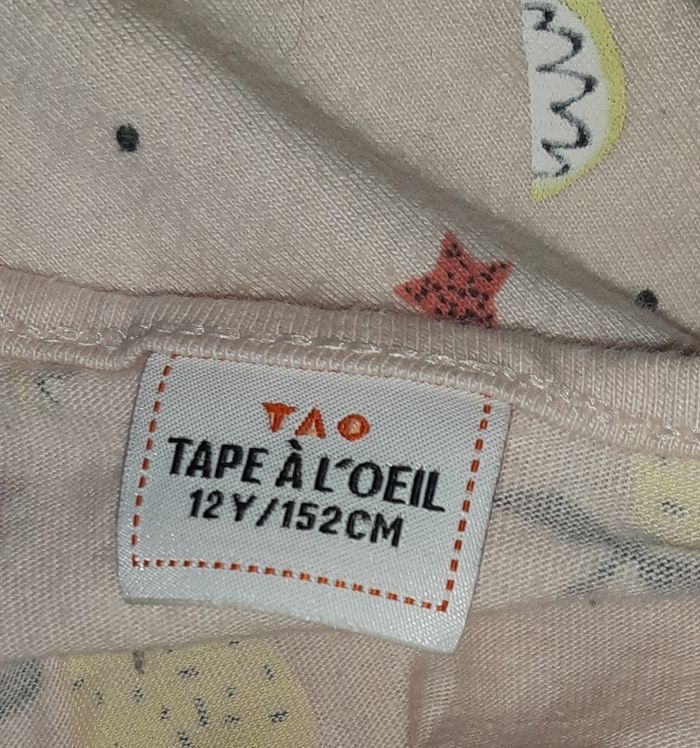 TAO
TAPE À L'OEIL
12Y/152CM